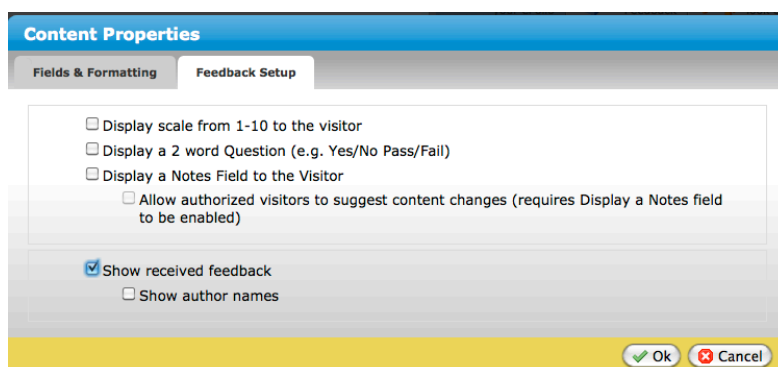 Content Properties
Fields & Formatting
Feedback Setup
Display scale from 1-10 to the visitor
Display a 2 word Question (e.g. Yes/No Pass/Fail)
Display a Notes Field to the Visitor
Allow authorized visitors to suggest content changes (requires Display a Notes field
to be enabled)
Show received feedback
Show author names
Ok
Cancel